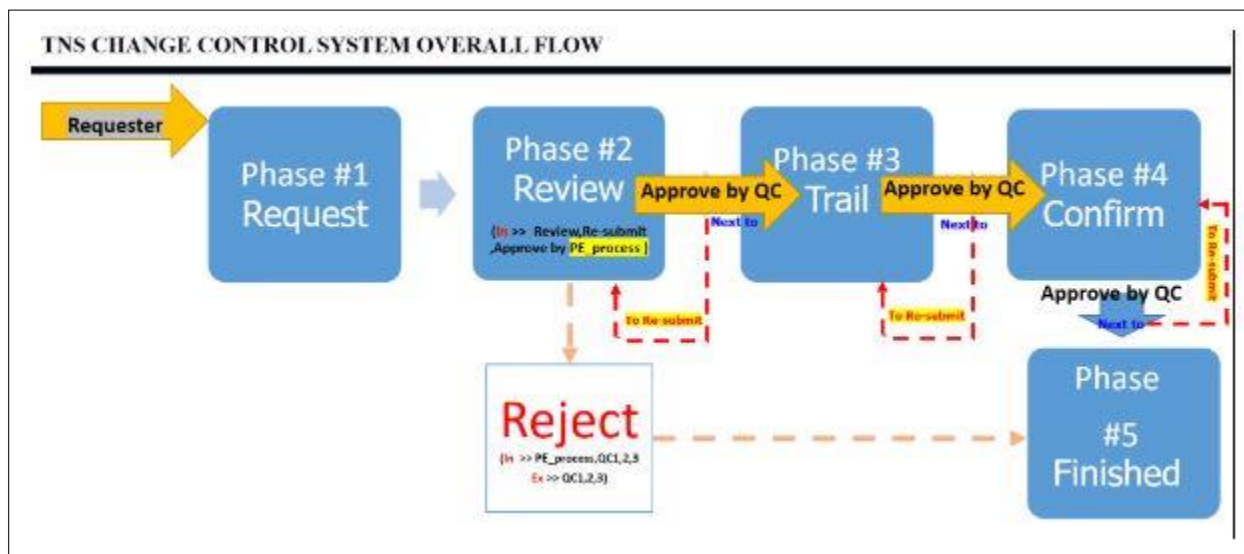 TNS CHANGE CONTROL SYSTEM OVERALL FLOW
Requester
Phase #1
Request
Phase #2
Review
(In >> Review,Re-submit
,Approve by PE_process )
Approve by QC
Next to
To Re-submit
Phase #3
Trail
Approve by QC
Next to
To Re-submit
Phase #4
Confirm
To Re-submit
Approve by QC
Next to
Reject
(In >> PE_process,QC1,2,3
Ex >> QC1,2,3)
Phase
#5
Finished